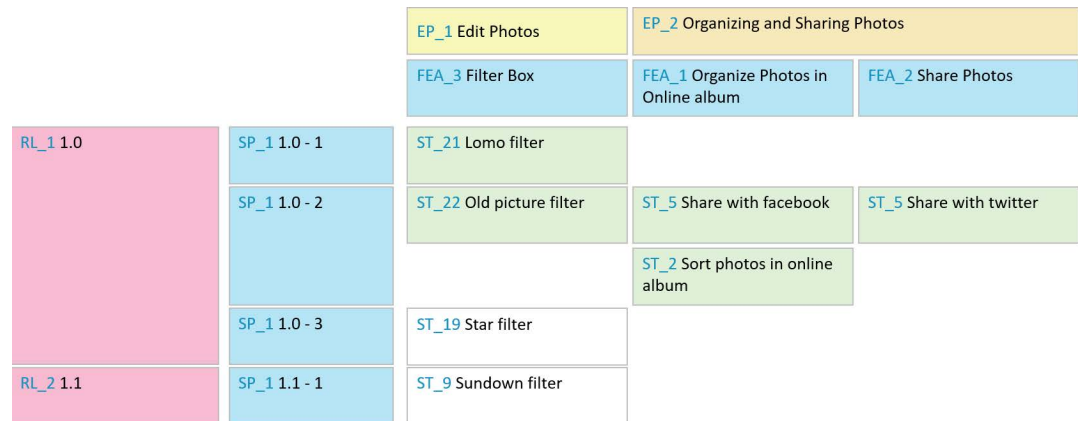 EP_1 Edit Photos
EP_2 Organizing and Sharing Photos
FEA_3 Filter Box
FEA_1 Organize Photos in
Online album
FEA_2 Share Photos
RL_1 1.0
SP_1 1.0 - 1
ST_21 Lomo filter
SP_1 1.0 - 2
ST_22 Old picture filter
ST_5 Share with facebook
ST_5 Share with twitter
ST_2 Sort photos in online
album
SP_1 1.0 - 3
ST_19 Star filter
RL_2 1.1
SP_1 1.1 - 1
ST_9 Sundown filter